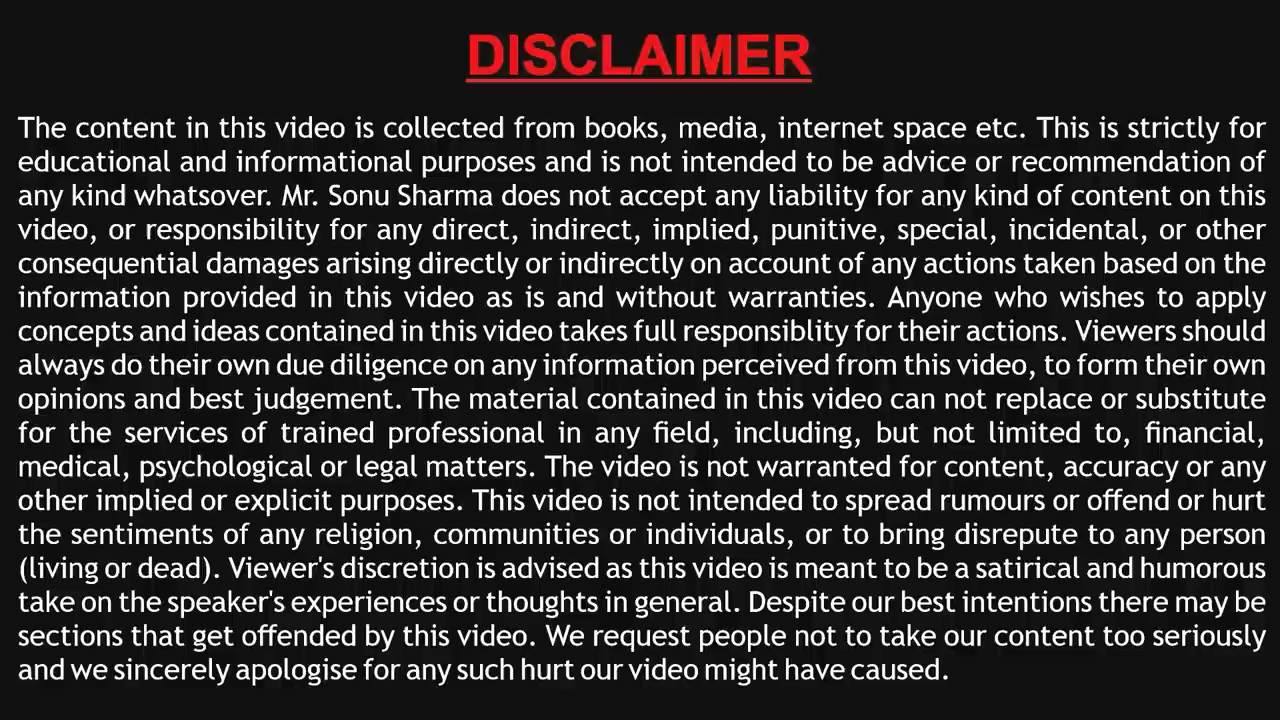 DISCLAIMER
The content in this video is collected from books, media, internet space etc. This is strictly for
educational and informational purposes and is not intended to be advice or recommendation of
any kind whatsover. Mr. Sonu Sharma does not accept any liability for any kind of content on this
video, or responsibility for any direct, indirect, implied, punitive, special, incidental, or other
consequential damages arising directly or indirectly on account of any actions taken based on the
information provided in this video as is and without warranties. Anyone who wishes to apply
concepts and ideas contained in this video takes full responsiblity for their actions. Viewers should
always do their own due diligence on any information perceived from this video, to form their own
opinions and best judgement. The material contained in this video can not replace or substitute
for the services of trained professional in any field, including, but not limited to, financial,
medical, psychological or legal matters. The video is not warranted for content, accuracy or any
other implied or explicit purposes. This video is not intended to spread rumours or offend or hurt
the sentiments of any religion, communities or individuals, or to bring disrepute to any person
(living or dead). Viewer's discretion is advised as this video is meant to be a satirical and humorous
take on the speaker's experiences or thoughts in general. Despite our best intentions there may be
sections that get offended by this video. We request people not to take our content too seriously
and we sincerely apologise for any such hurt our video might have caused.